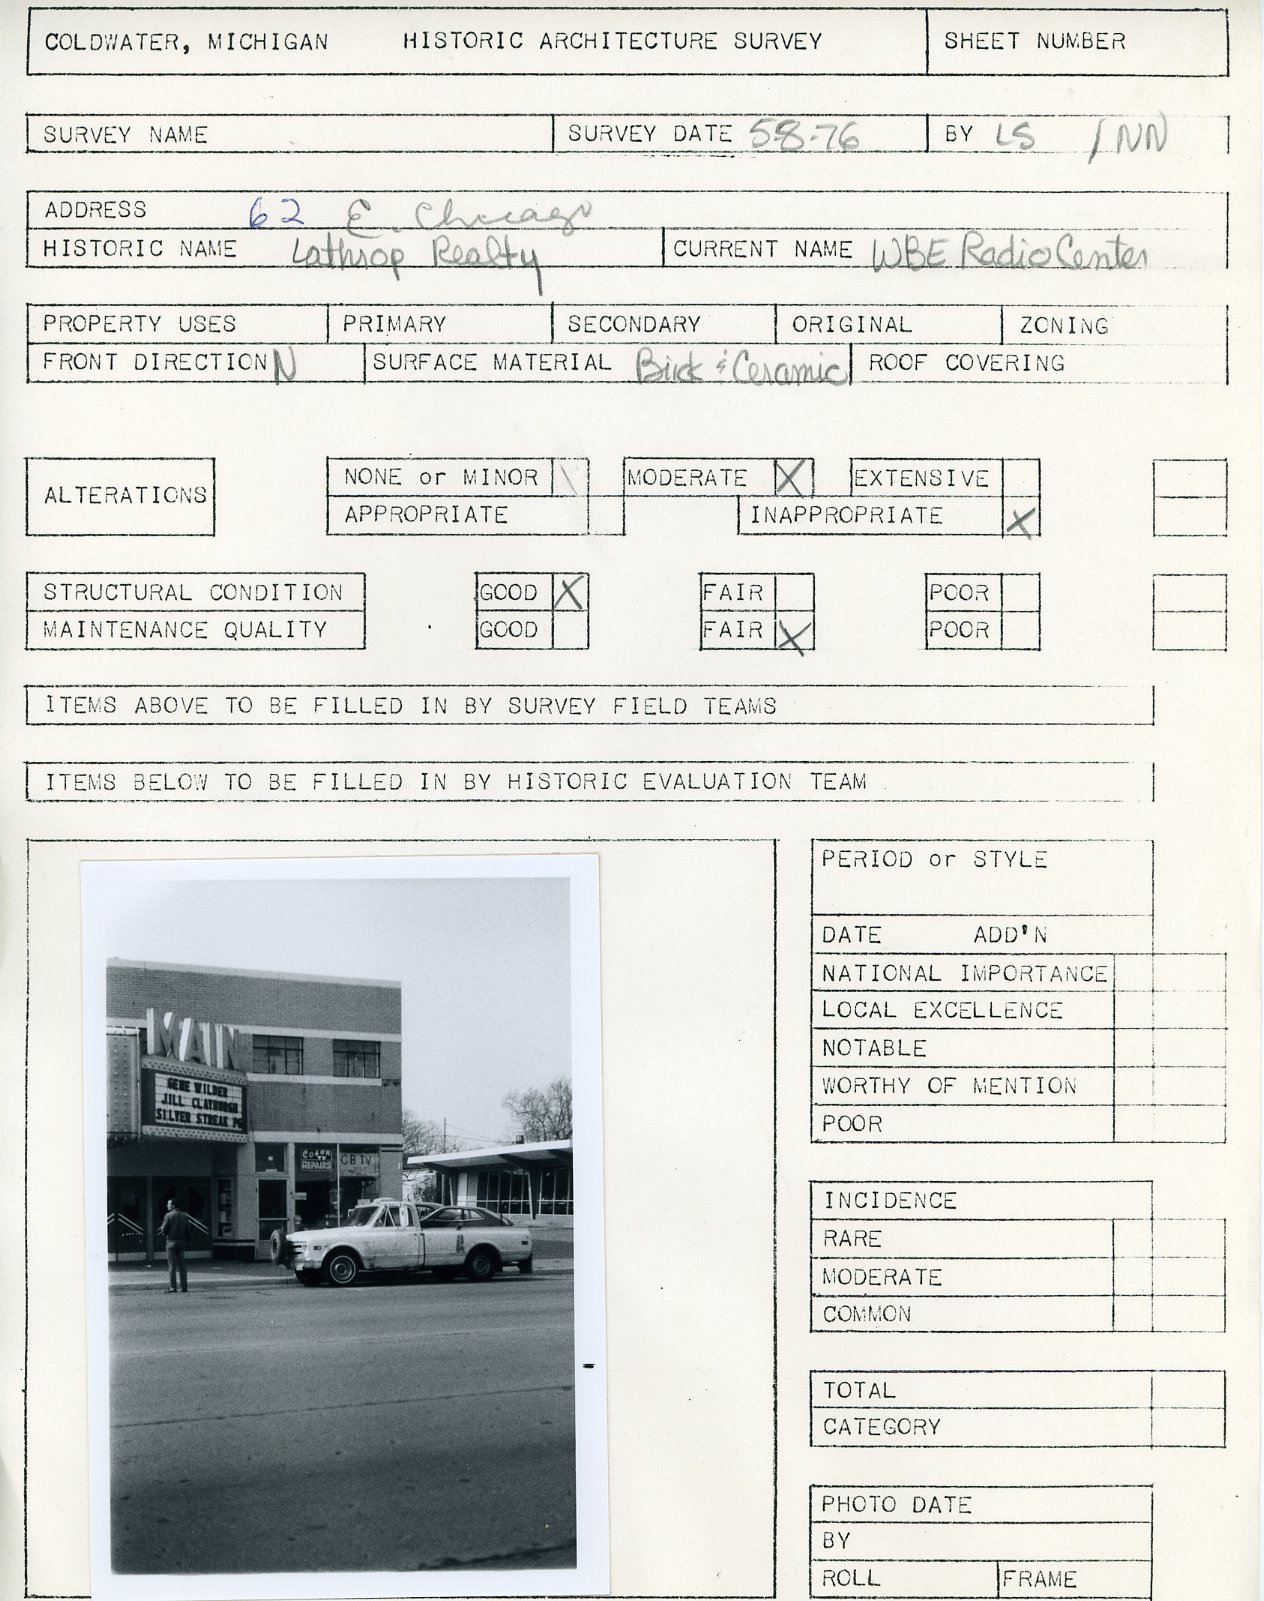 COLDWATER, MICHIGAN HISTORIC ARCHITECTURE SURVEY SHEET NUMBER
SURVEY NAME SURVEY DATE 5-8-76 BY LS / NN
ADDRESS 62 E. Chicago
HISTORIC NAME Lathrop Realty CURRENT NAME WBE Radio Center
PROPERTY USES PRIMARY SECONDARY ORIGINAL ZONING
FRONT DIRECTION N SURFACE MATERIAL Brick & Ceramic ROOF COVERING
ALTERATIONS NONE or MINOR MODERATE X EXTENSIVE
APPROPRIATE INAPPROPRIATE X
STRUCTURAL CONDITION GOOD X FAIR POOR
MAINTENANCE QUALITY GOOD FAIR X POOR
ITEMS ABOVE TO BE FILLED IN BY SURVEY FIELD TEAMS
ITEMS BELOW TO BE FILLED IN BY HISTORIC EVALUATION TEAM
MAIN
GENE WILDER
JILL CLAYBURGH
SILVER STREAK PG
COLOR
REPAIRS
CB TV
PERIOD or STYLE
DATE ADD'N
NATIONAL IMPORTANCE
LOCAL EXCELLENCE
NOTABLE
WORTHY OF MENTION
POOR
INCIDENCE
RARE
MODERATE
COMMON
TOTAL
CATEGORY
PHOTO DATE
BY
ROLL FRAME